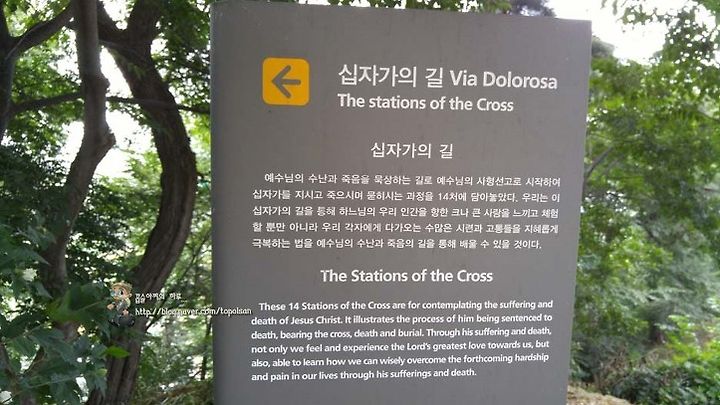 십자가의 길 Via Dolorosa
The stations of the Cross
십자가의 길
예수님의 수난과 죽음을 묵상하는 길로 예수님의 사형선고로 시작하여
십자가를 지시고 죽으시며 묻히시는 과정을 14처에 담아놓았다. 우리는 이
십자가의 길을 통해 하느님의 우리 인간을 향한 크나 큰 사랑을 느끼고 체험
할 뿐만 아니라 우리 각자에게 다가오는 수많은 시련과 고통들을 지혜롭게
극복하는 법을 예수님의 수난과 죽음의 길을 통해 배울 수 있을 것이다.
The Stations of the Cross
These 14 Stations of the Cross are for contemplating the suffering and
death of Jesus Christ. It illustrates the process of him being sentenced to
death, bearing the cross, death and burial. Through his suffering and death,
not only we feel and experience the Lord's greatest love towards us, but
also, able to learn how we can wisely overcome the forthcoming hardship
and pain in our lives through his sufferings and death.
http://blog.naver.com/topolsan